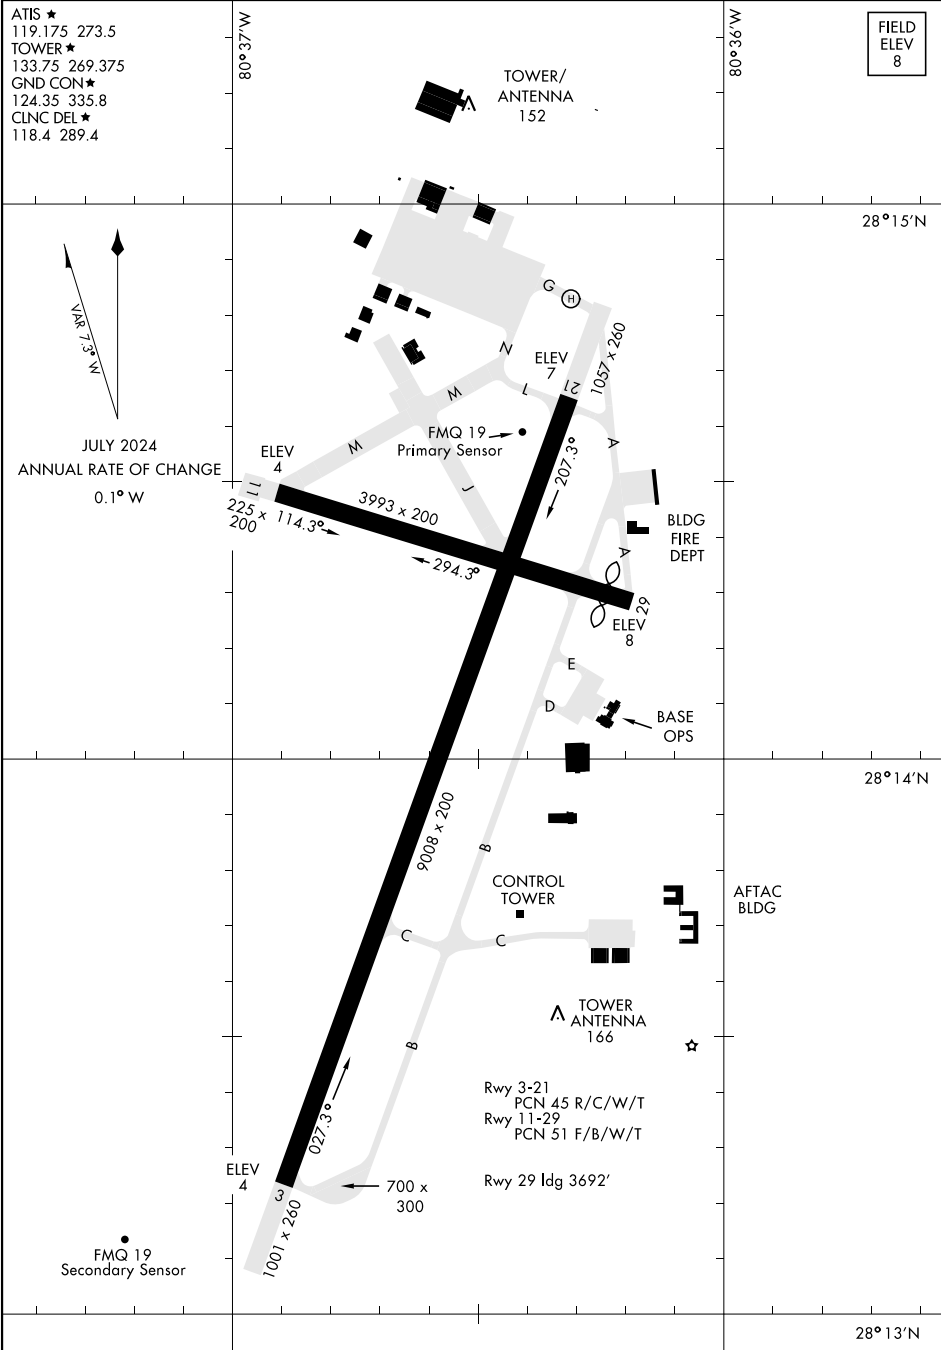 ATIS ★
119.175 273.5
TOWER ★
133.75 269.375
GND CON ★
124.35 335.8
CLNC DEL ★
118.4 289.4
80°37'W
80°36'W
FIELD
ELEV
8
TOWER/
ANTENNA
152
28°15'N
VAR 7.3° W
JULY 2024
ANNUAL RATE OF CHANGE
0.1° W
G
H
N
ELEV
7
1057 x 260
21
L
M
M
A
FMQ 19
Primary Sensor
207.3°
ELEV
4
11
J
225 x
200
114.3°
3993 x 200
294.3°
BLDG
FIRE
DEPT
A
29
ELEV
8
E
D
BASE
OPS
28°14'N
9008 x 200
B
CONTROL
TOWER
AFTAC
BLDG
C
C
TOWER
ANTENNA
166
B
Rwy 3-21
PCN 45 R/C/W/T
Rwy 11-29
PCN 51 F/B/W/T
Rwy 29 ldg 3692'
027.3°
ELEV
4
3
700 x
300
1001 x 260
FMQ 19
Secondary Sensor
28°13'N